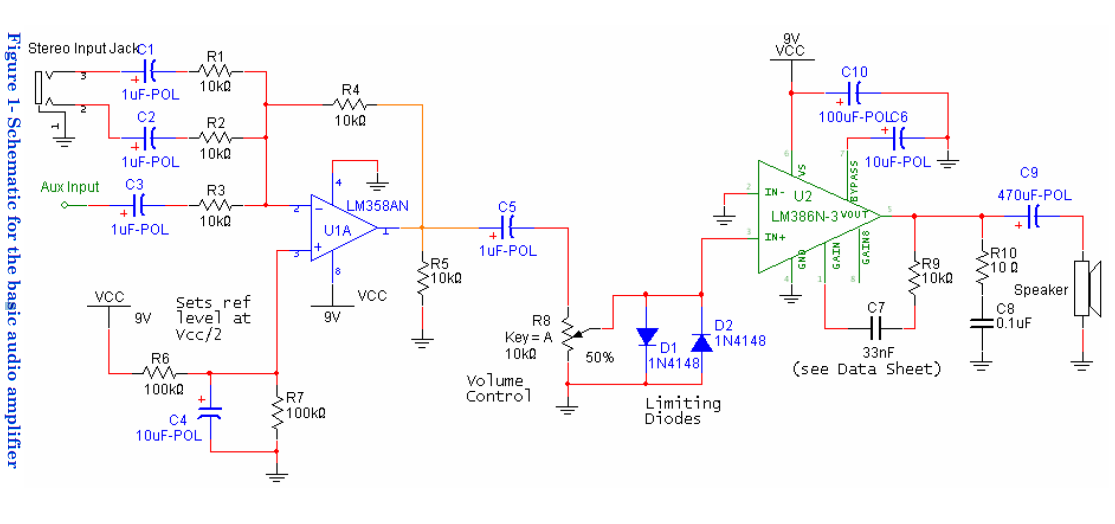 Figure 1- Schematic for the basic audio amplifier
Stereo Input Jack
3
2
1
C1
1uF-POL
R1
10kΩ
C2
1uF-POL
R2
10kΩ
Aux Input
C3
1uF-POL
R3
10kΩ
R4
10kΩ
4
LM358AN
2
U1A
1
3
8
VCC
9V
R5
10kΩ
C5
1uF-POL
VCC
9V
Sets ref
level at
Vcc/2
R6
100kΩ
C4
10uF-POL
R7
100kΩ
R8
Key = A
10kΩ
50%
Volume
Control
D1
1N4148
D2
1N4148
Limiting
Diodes
9V
VCC
C10
100uF-POL
C6
10uF-POL
6
7
VS
BYPASS
2
IN-
U2
LM386N-3
VOUT
5
3
IN+
GND
GAIN
GAIN8
4
1
8
R9
10kΩ
C7
33nF
(see Data Sheet)
R10
10 Ω
C8
0.1uF
C9
470uF-POL
Speaker